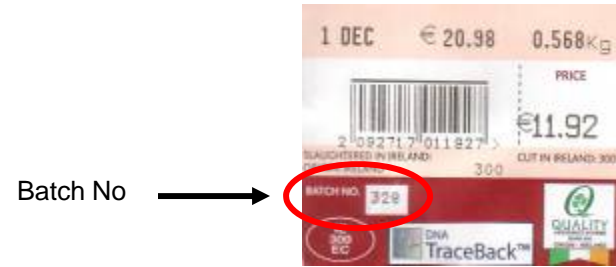 1 DEC € 20.98 0.568Kg
PRICE
€11.92
2 092717 011927 >
SLAUGHTERED IN IRELAND: 300
CUT IN IRELAND: 300
Batch No
BATCH NO. 328
300
EC
DNA
TraceBack™
QUALITY